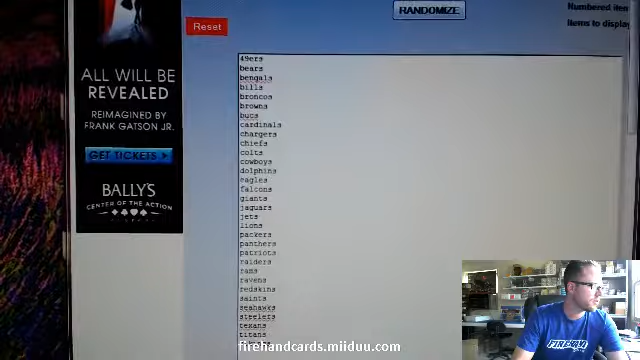 RANDOMIZE
Numbered item
Items to display
Reset
ALL WILL BE
REVEALED
REIMAGINED BY
FRANK GATSON JR.
GET TICKETS
BALLY'S
CENTER OF THE ACTION
49ers
bears
bengals
bills
broncos
browns
bucs
cardinals
chargers
chiefs
colts
cowboys
dolphins
eagles
falcons
giants
jaguars
jets
lions
packers
panthers
patriots
raiders
rams
ravens
redskins
saints
seahawks
steelers
texans
titans
firehandcards.miiduu.com